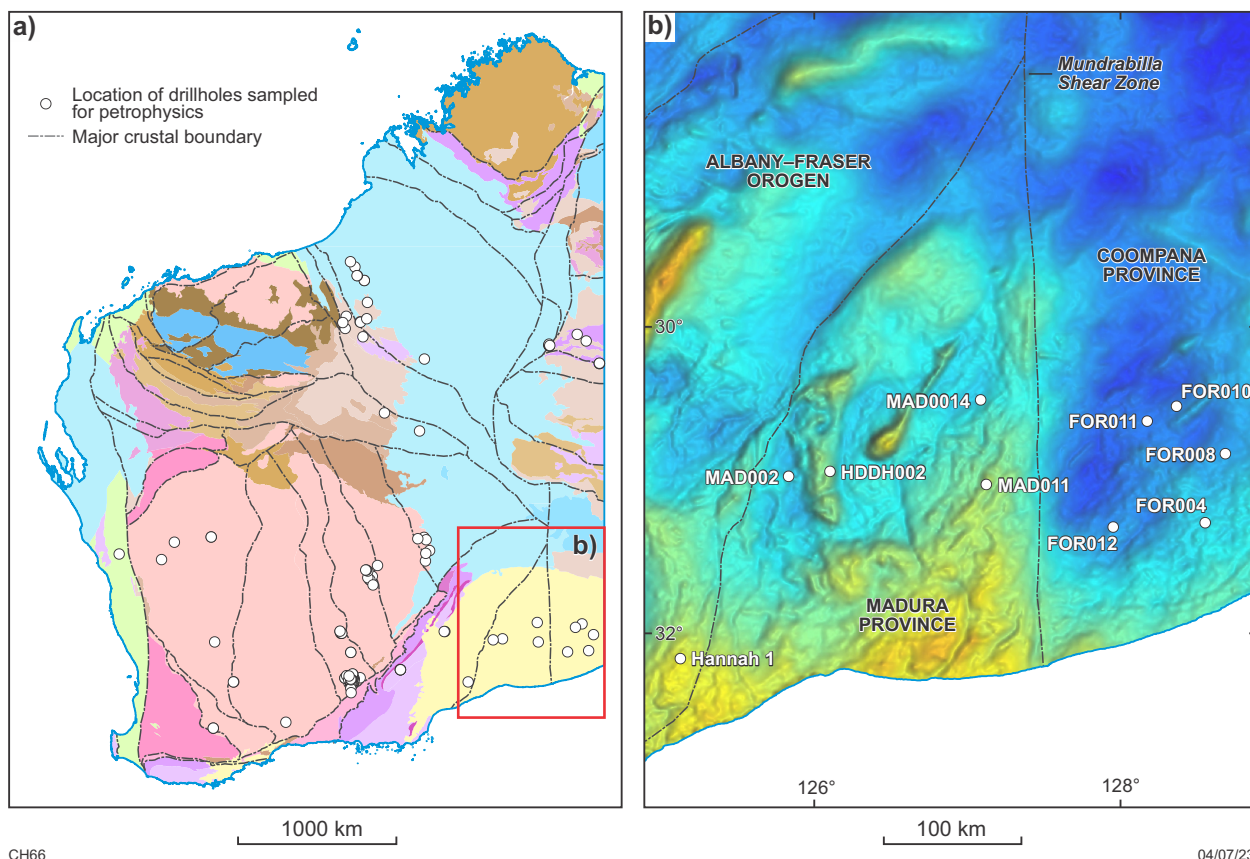 a)
Location of drillholes sampled
for petrophysics
Major crustal boundary
b)
1000 km
CH66
b)
Mundrabilla
Shear Zone
ALBANY–FRASER
OROGEN
COOMPANA
PROVINCE
30°
MAD0014
FOR010
FOR011
FOR008
MAD002
HDDH002
MAD011
FOR004
FOR012
MADURA
PROVINCE
32°
Hannah 1
126°
128°
100 km
04/07/23